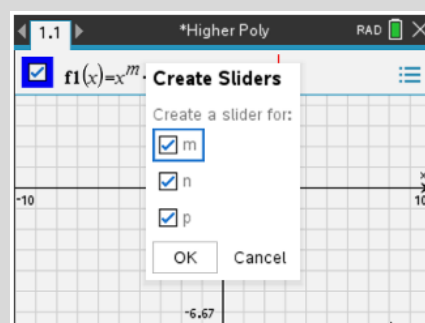 1.1 *Higher Poly RAD
f1(x)=x^m·
Create Sliders
Create a slider for:
m
n
p
OK Cancel
x
-10 10
-6.67